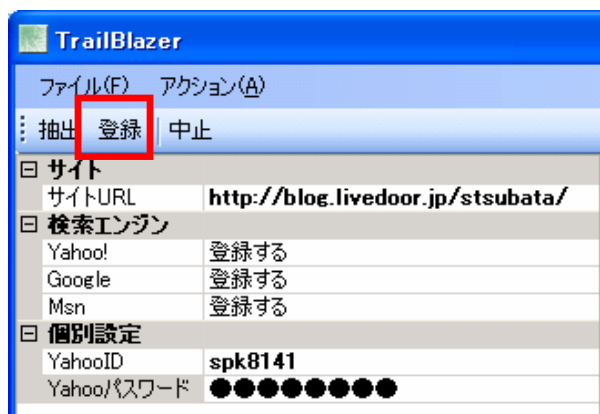 TrailBlazer
ファイル(F) アクション(A)
抽出 登録 中止
サイト
サイトURL http://blog.livedoor.jp/stsubata/
検索エンジン
Yahoo! 登録する
Google 登録する
Msn 登録する
個別設定
YahooID spk8141
Yahooパスワード ●●●●●●●●